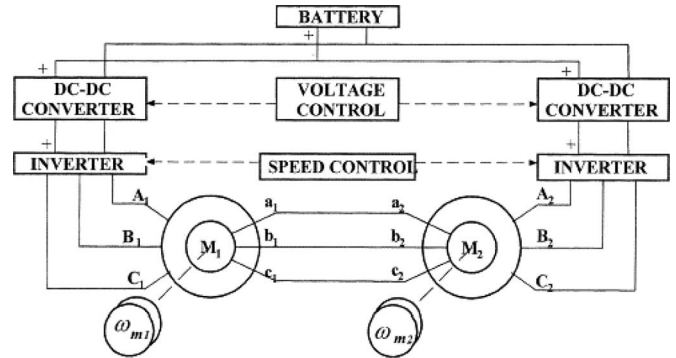 BATTERY
+
+
+
DC-DC
CONVERTER
VOLTAGE
CONTROL
DC-DC
CONVERTER
+
+
INVERTER
SPEED CONTROL
INVERTER
A₁
a₁
a₂
A₂
B₁
M₁
b₁
b₂
M₂
B₂
C₁
c₁
c₂
C₂
ωm1
ωm2